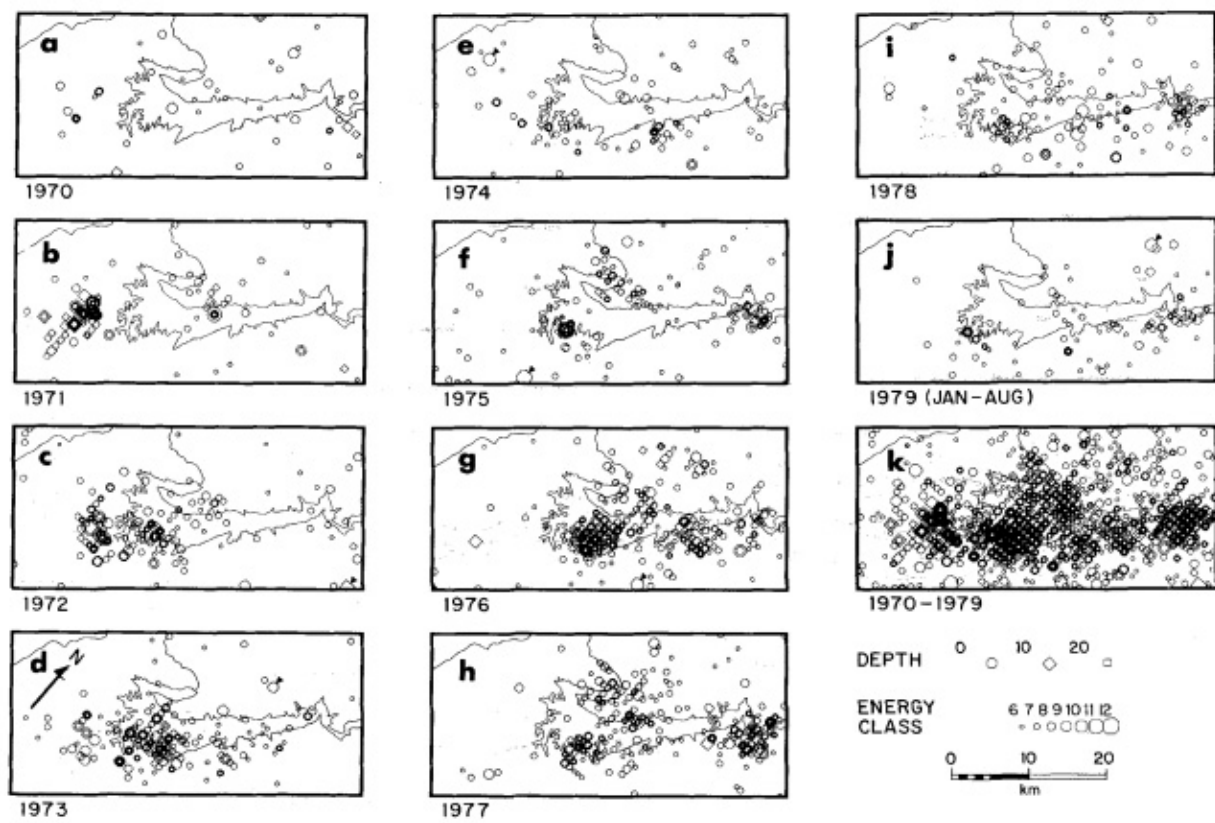 a
1970
b
1971
c
1972
d
N
1973
e
1974
f
1975
g
1976
h
1977
i
1978
j
1979 (JAN-AUG)
k
1970-1979
DEPTH 0 10 20
ENERGY CLASS 6 7 8 9 10 11 12
0 10 20
km